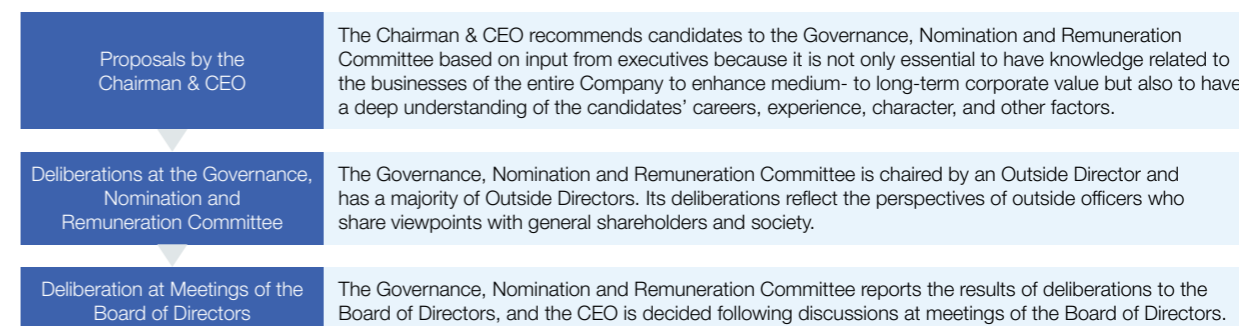 Proposals by the
Chairman & CEO
The Chairman & CEO recommends candidates to the Governance, Nomination and Remuneration
Committee based on input from executives because it is not only essential to have knowledge related to
the businesses of the entire Company to enhance medium- to long-term corporate value but also to have
a deep understanding of the candidates’ careers, experience, character, and other factors.
Deliberations at the Governance,
Nomination and
Remuneration Committee
The Governance, Nomination and Remuneration Committee is chaired by an Outside Director and
has a majority of Outside Directors. Its deliberations reflect the perspectives of outside officers who
share viewpoints with general shareholders and society.
Deliberation at Meetings of the
Board of Directors
The Governance, Nomination and Remuneration Committee reports the results of deliberations to the
Board of Directors, and the CEO is decided following discussions at meetings of the Board of Directors.